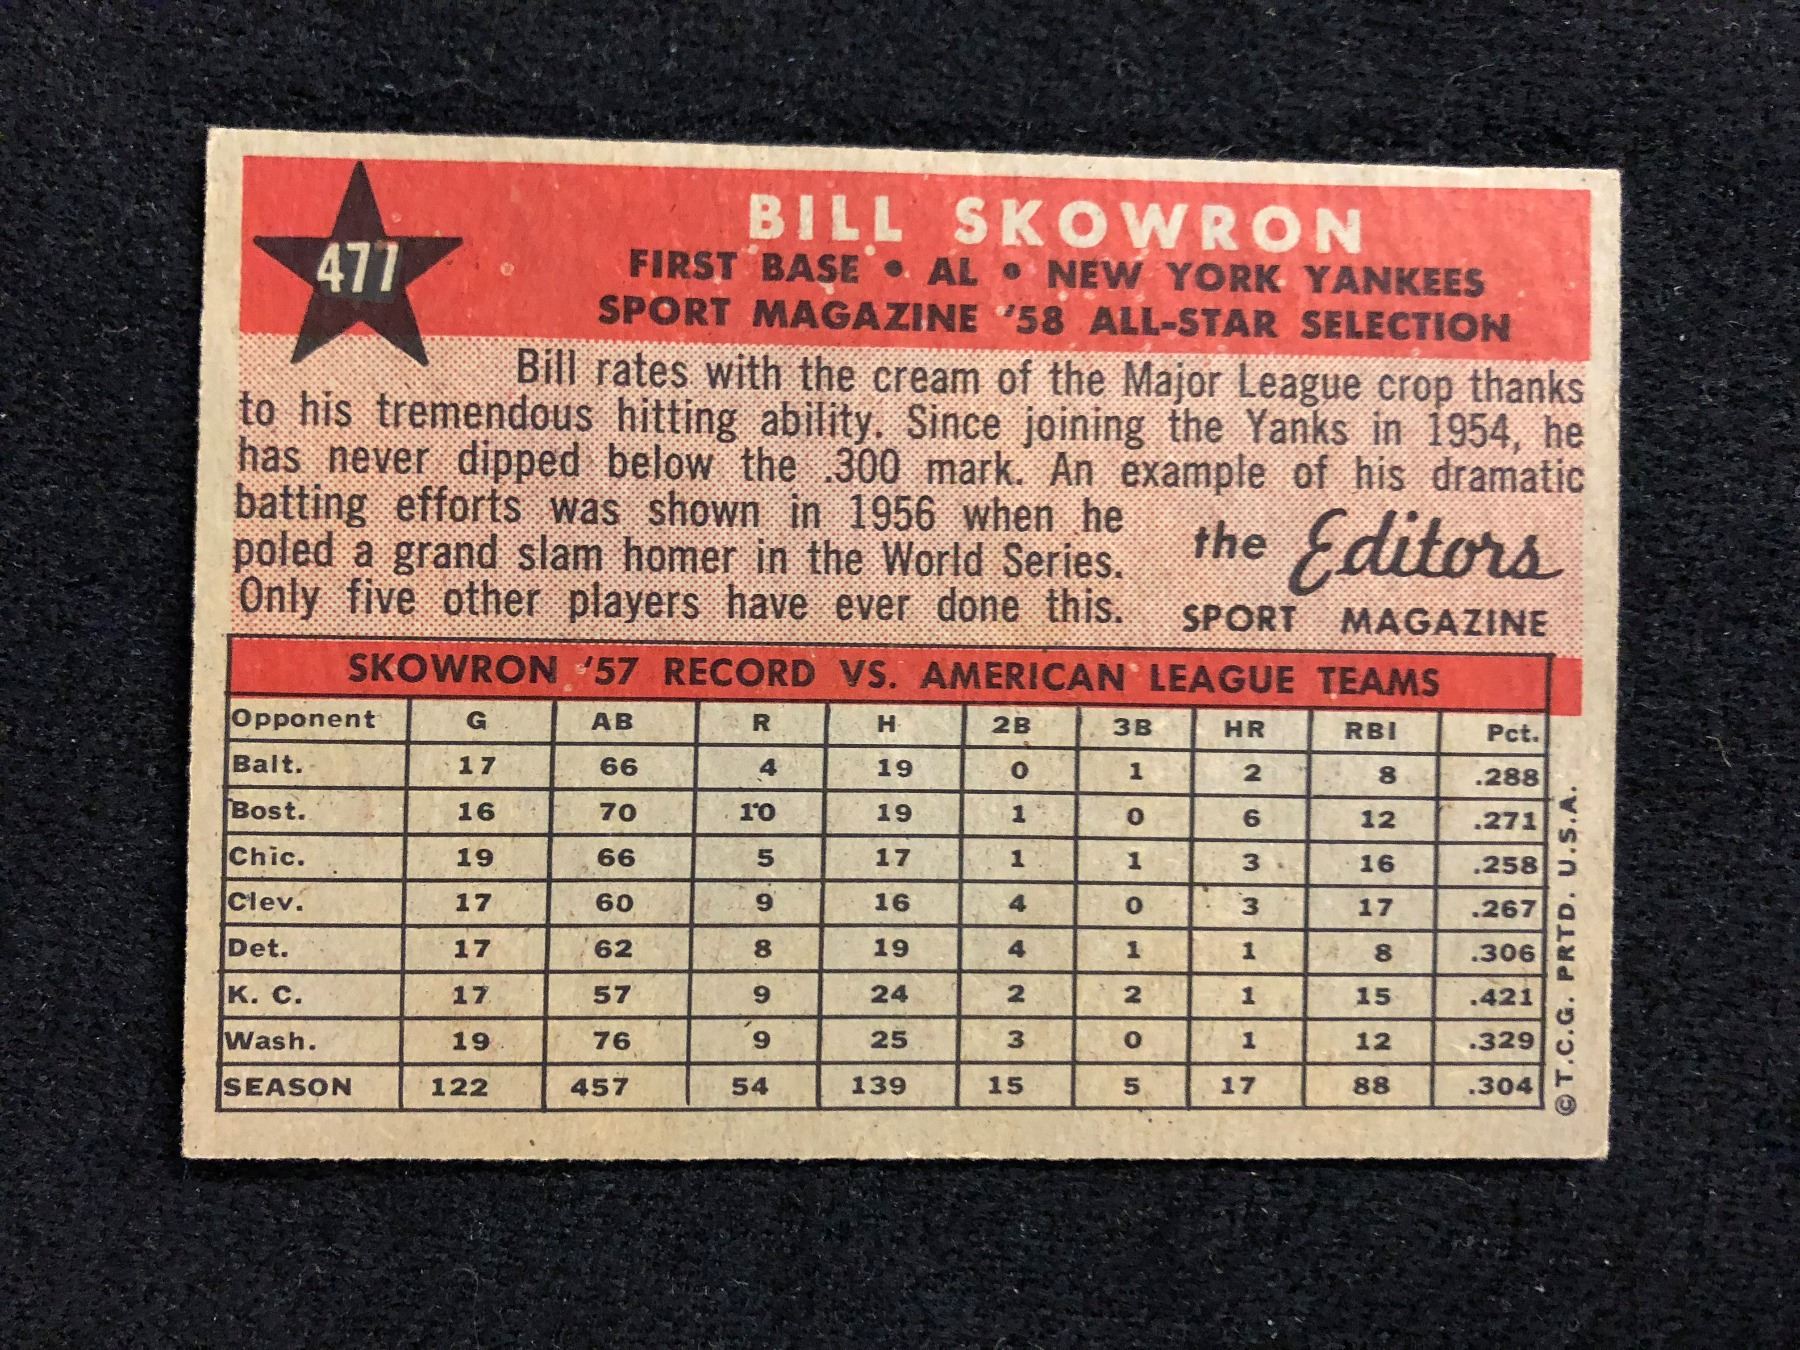 477
BILL SKOWRON
FIRST BASE • AL • NEW YORK YANKEES
SPORT MAGAZINE '58 ALL-STAR SELECTION
Bill rates with the cream of the Major League crop thanks
to his tremendous hitting ability. Since joining the Yanks in 1954, he
has never dipped below the .300 mark. An example of his dramatic
batting efforts was shown in 1956 when he
poled a grand slam homer in the World Series.
Only five other players have ever done this.
the Editors
SPORT MAGAZINE
SKOWRON '57 RECORD VS. AMERICAN LEAGUE TEAMS
Opponent G AB R H 2B 3B HR RBI Pct.
Balt. 17 66 4 19 0 1 2 8 .288
Bost. 16 70 10 19 1 0 6 12 .271
Chic. 19 66 5 17 1 1 3 16 .258
Clev. 17 60 9 16 4 0 3 17 .267
Det. 17 62 8 19 4 1 1 8 .306
K. C. 17 57 9 24 2 2 1 15 .421
Wash. 19 76 9 25 3 0 1 12 .329
SEASON 122 457 54 139 15 5 17 88 .304
© T.C.G. PRTD. U.S.A.